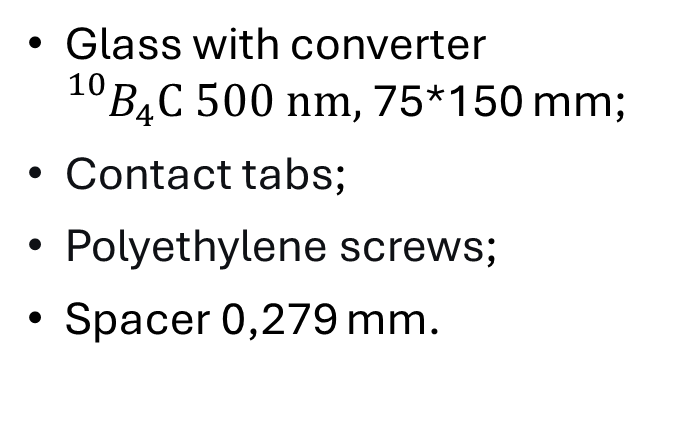 • Glass with converter
¹⁰B₄C 500 nm, 75*150 mm;
• Contact tabs;
• Polyethylene screws;
• Spacer 0,279 mm.